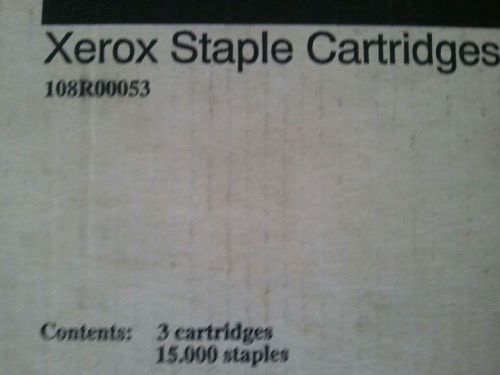 Xerox Staple Cartridges
108R00053
Contents: 3 cartridges
15.000 staples